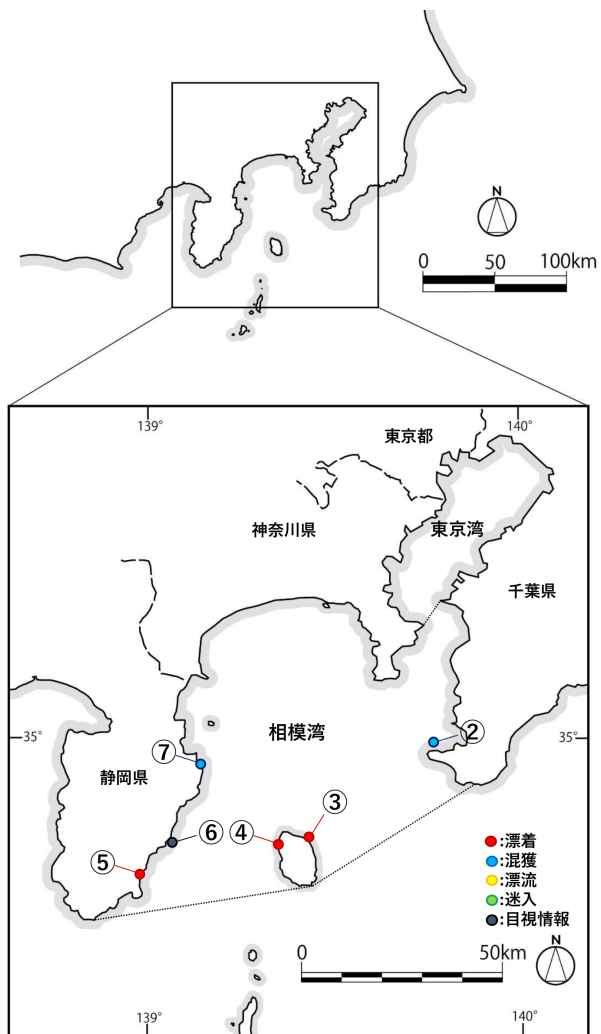 N
0 50 100km
139° 140°
東京都
神奈川県
東京湾
千葉県
35° 相模湾 ② 35°
⑦
静岡県
③
④ ⑥
⑤
●:漂着
●:混獲
●:漂流
●:迷入
●:目視情報
0 50km
N
139° 140°